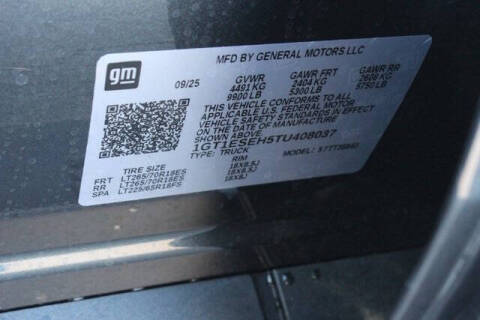 MFD BY GENERAL MOTORS LLC
gm
09/25
GVWR GAWR FRT GAWR RR
4491 KG 2404 KG 2608 KG
9900 LB 5300 LB 5750 LB
THIS VEHICLE CONFORMS TO ALL
APPLICABLE U.S. FEDERAL MOTOR
VEHICLE SAFETY STANDARDS IN EFFECT
ON THE DATE OF MANUFACTURE SHOWN ABOVE.
1GT1ESEH5TU408037
TYPE: TRUCK MODEL:
TIRE SIZE RIM
FRT LT265/70R18ES 18X8.5J
RR LT265/70R18ES 18X8.5J
SPA LT225/65R18FS 18X8J